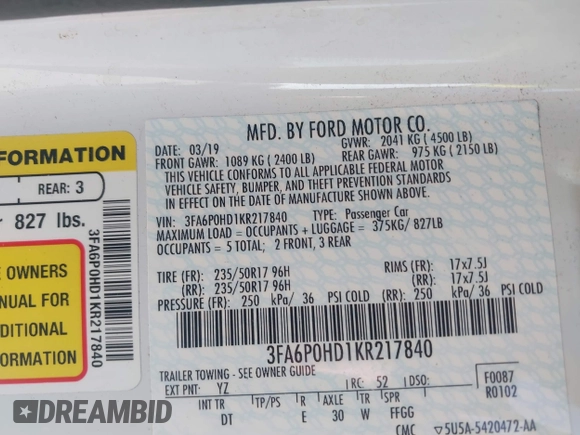 FORMATION
REAR: 3
827 lbs.
E OWNERS
NUAL FOR
DITIONAL
FORMATION
3FA6P0HD1KR217840
MFD. BY FORD MOTOR CO.
DATE: 03/19 GVWR: 2041 KG ( 4500 LB)
FRONT GAWR: 1089 KG ( 2400 LB) REAR GAWR: 975 KG ( 2150 LB)
THIS VEHICLE CONFORMS TO ALL APPLICABLE FEDERAL MOTOR
VEHICLE SAFETY, BUMPER, AND THEFT PREVENTION STANDARDS
IN EFFECT ON THE DATE OF MANUFACTURE SHOWN ABOVE.
VIN: 3FA6P0HD1KR217840 TYPE: Passenger Car
MAXIMUM LOAD = OCCUPANTS + LUGGAGE = 375KG/ 827LB
OCCUPANTS = 5 TOTAL; 2 FRONT, 3 REAR
TIRE (FR): 235/50R17 96H RIMS (FR): 17x7.5J
(RR): 235/50R17 96H (RR): 17x7.5J
PRESSURE (FR): 250 kPa/ 36 PSI COLD (RR): 250 kPa/ 36 PSI COLD
3FA6P0HD1KR217840
TRAILER TOWING - SEE OWNER GUIDE
EXT PNT: YZ RC: 52 DSO: F0087
R0102
INT TR TP/PS R AXLE TR SPR
DT E 30 W FFGG
CMC ▽5U5A-5420472-AA
DREAMBID.COM